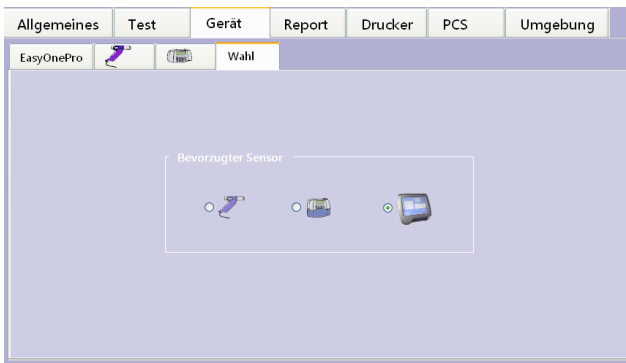 Allgemeines Test Gerät Report Drucker PCS Umgebung
EasyOnePro Wahl
Bevorzugter Sensor